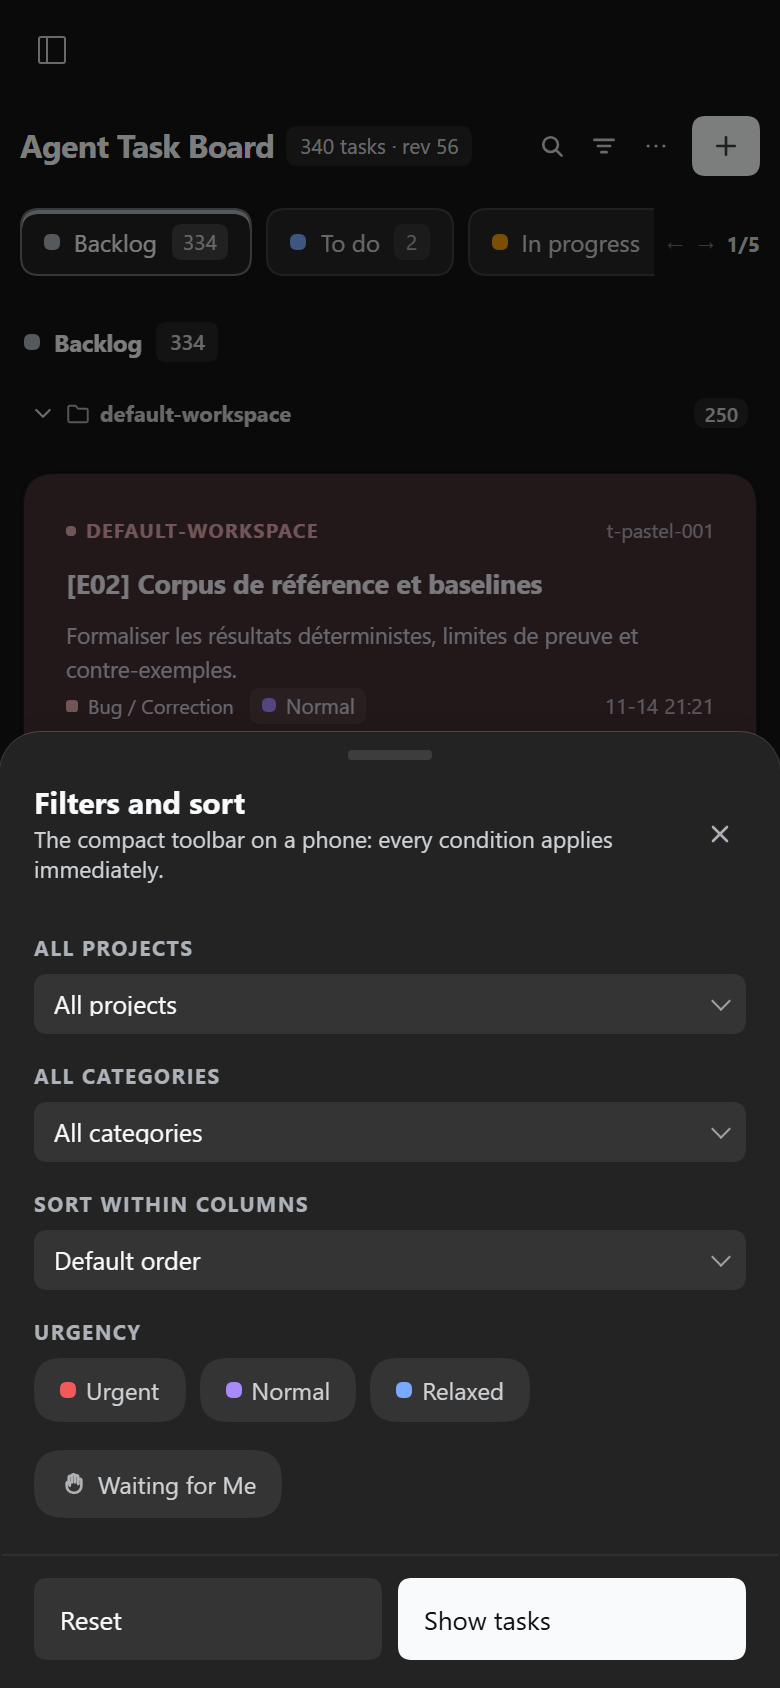 Agent Task Board
340 tasks · rev 56
Backlog 334
To do 2
In progress
← → 1/5
Backlog 334
default-workspace 250
DEFAULT-WORKSPACE t-pastel-001
[E02] Corpus de référence et baselines
Formaliser les résultats déterministes, limites de preuve et
contre-exemples.
Bug / Correction Normal 11-14 21:21
Filters and sort
The compact toolbar on a phone: every condition applies
immediately.
ALL PROJECTS
All projects
ALL CATEGORIES
All categories
SORT WITHIN COLUMNS
Default order
URGENCY
Urgent Normal Relaxed
Waiting for Me
Reset Show tasks